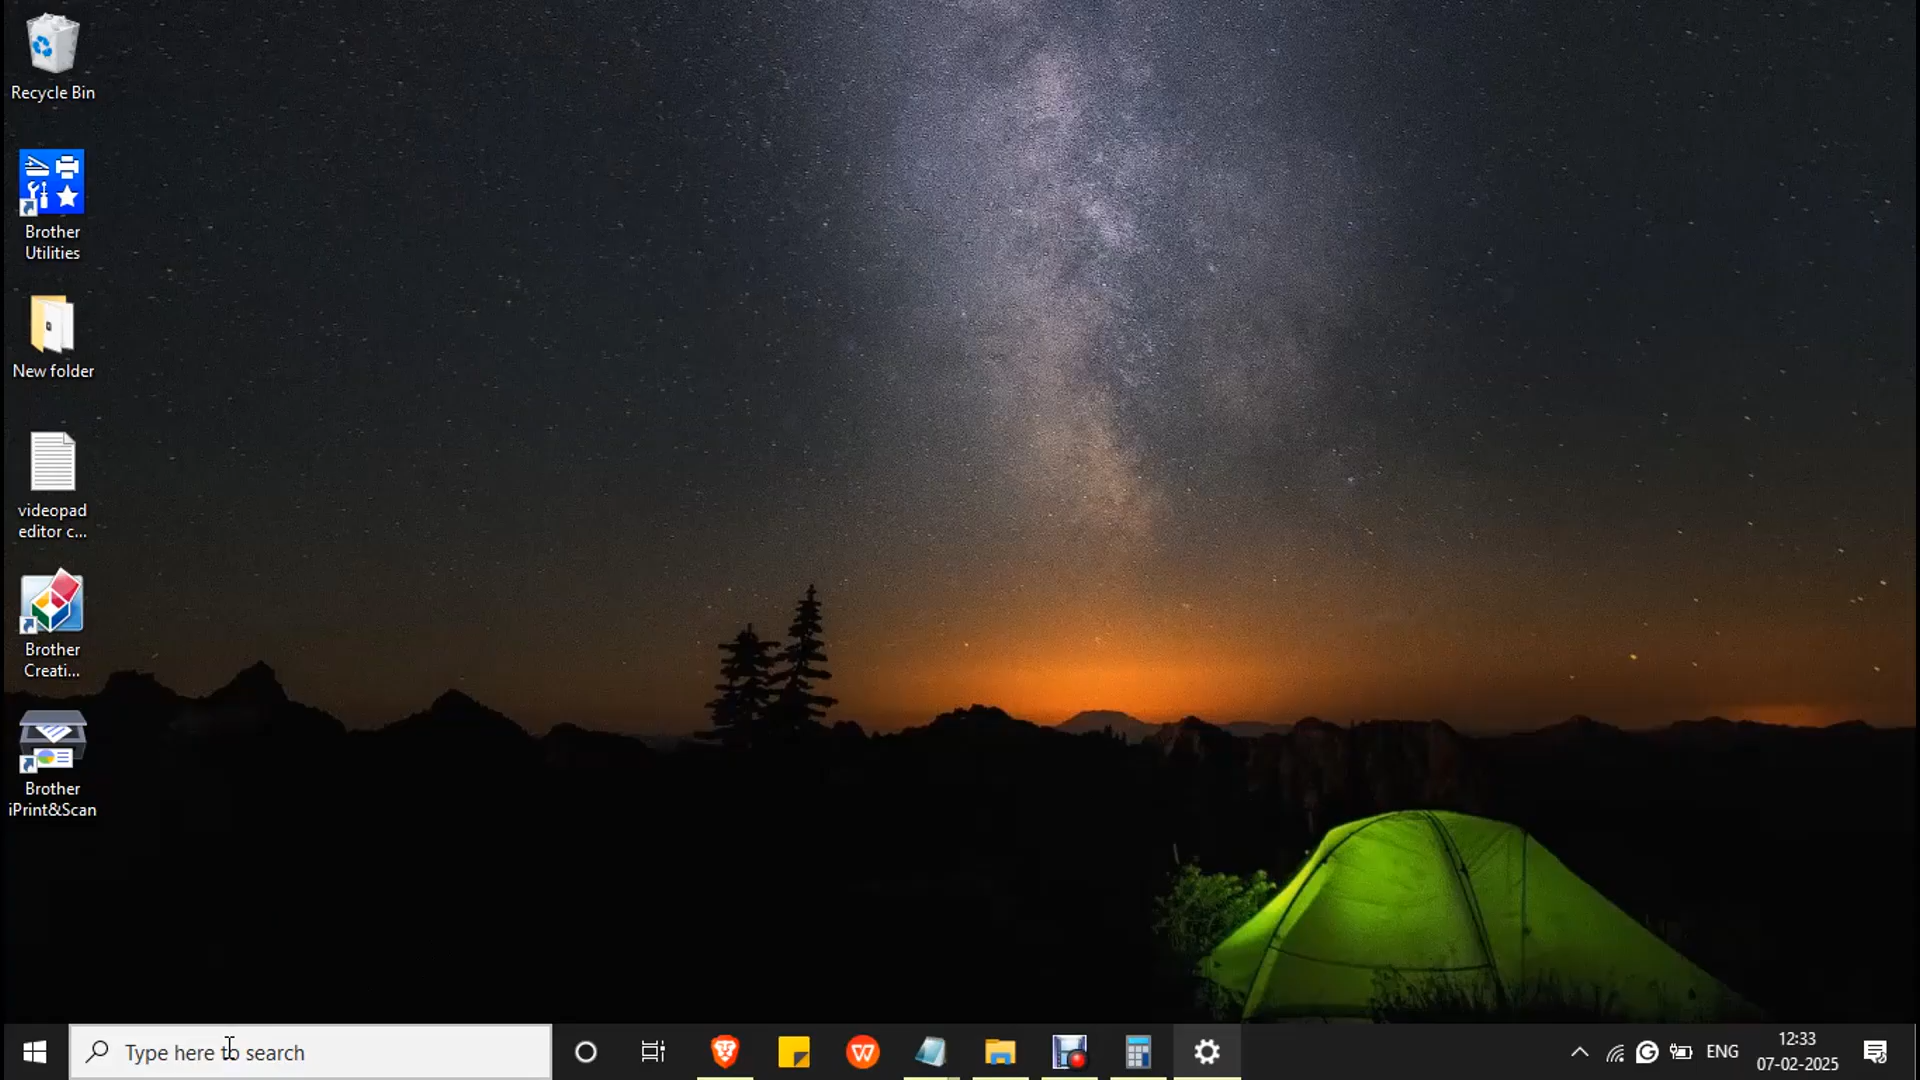 Recycle Bin
Brother
Utilities
New folder
videopad
editor c...
Brother
Creati...
Brother
iPrint&Scan
Type here to search
ENG
12:33
07-02-2025